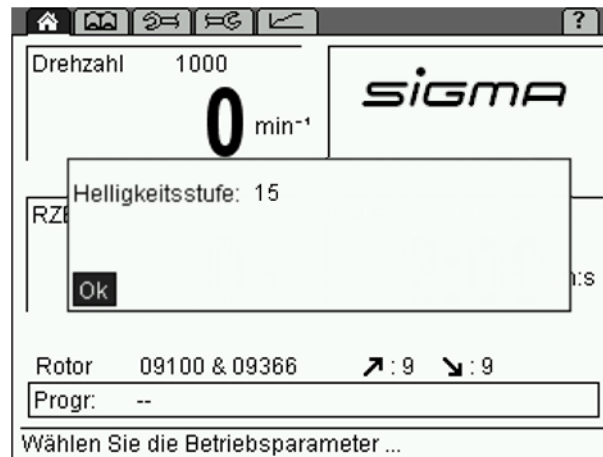 ?
Drehzahl 1000
0 min⁻¹
sigma
Helligkeitsstufe: 15
Ok
Rotor 09100 & 09366 ↗ : 9 ↘ : 9
Progr: --
Wählen Sie die Betriebsparameter ...